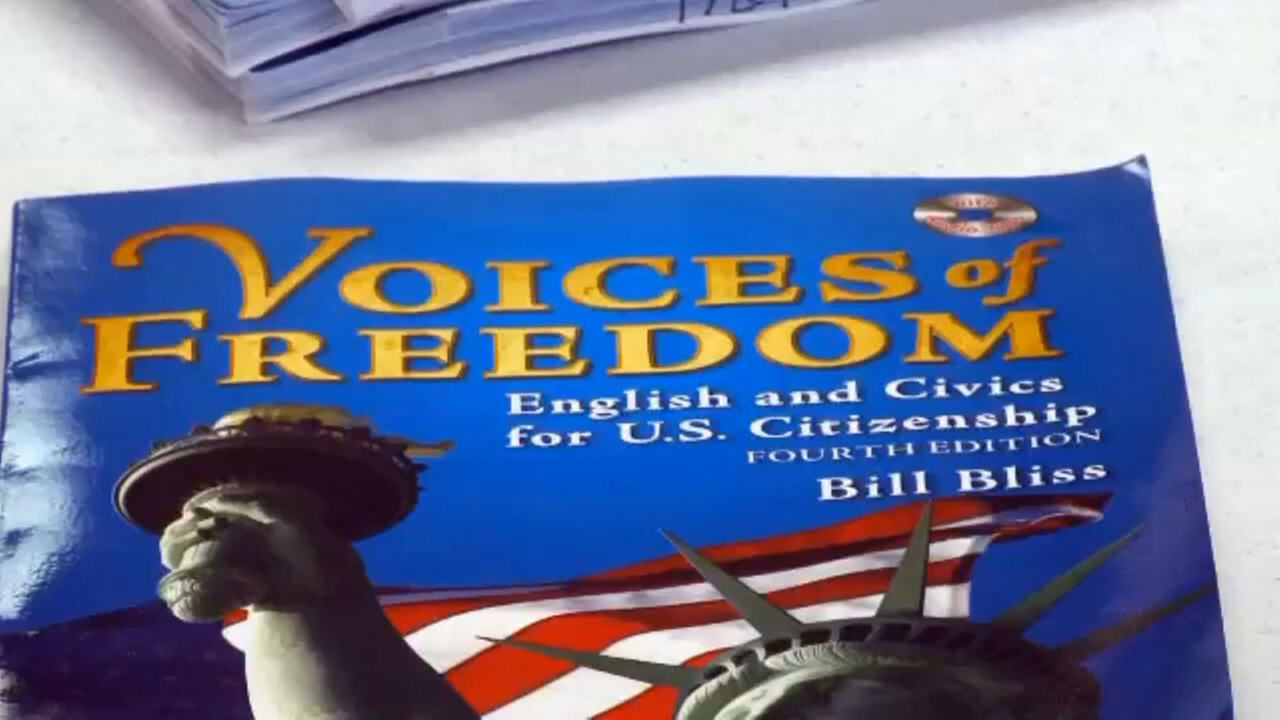 VOICES of
FREEDOM
English and Civics
for U.S. Citizenship
FOURTH EDITION
Bill Bliss